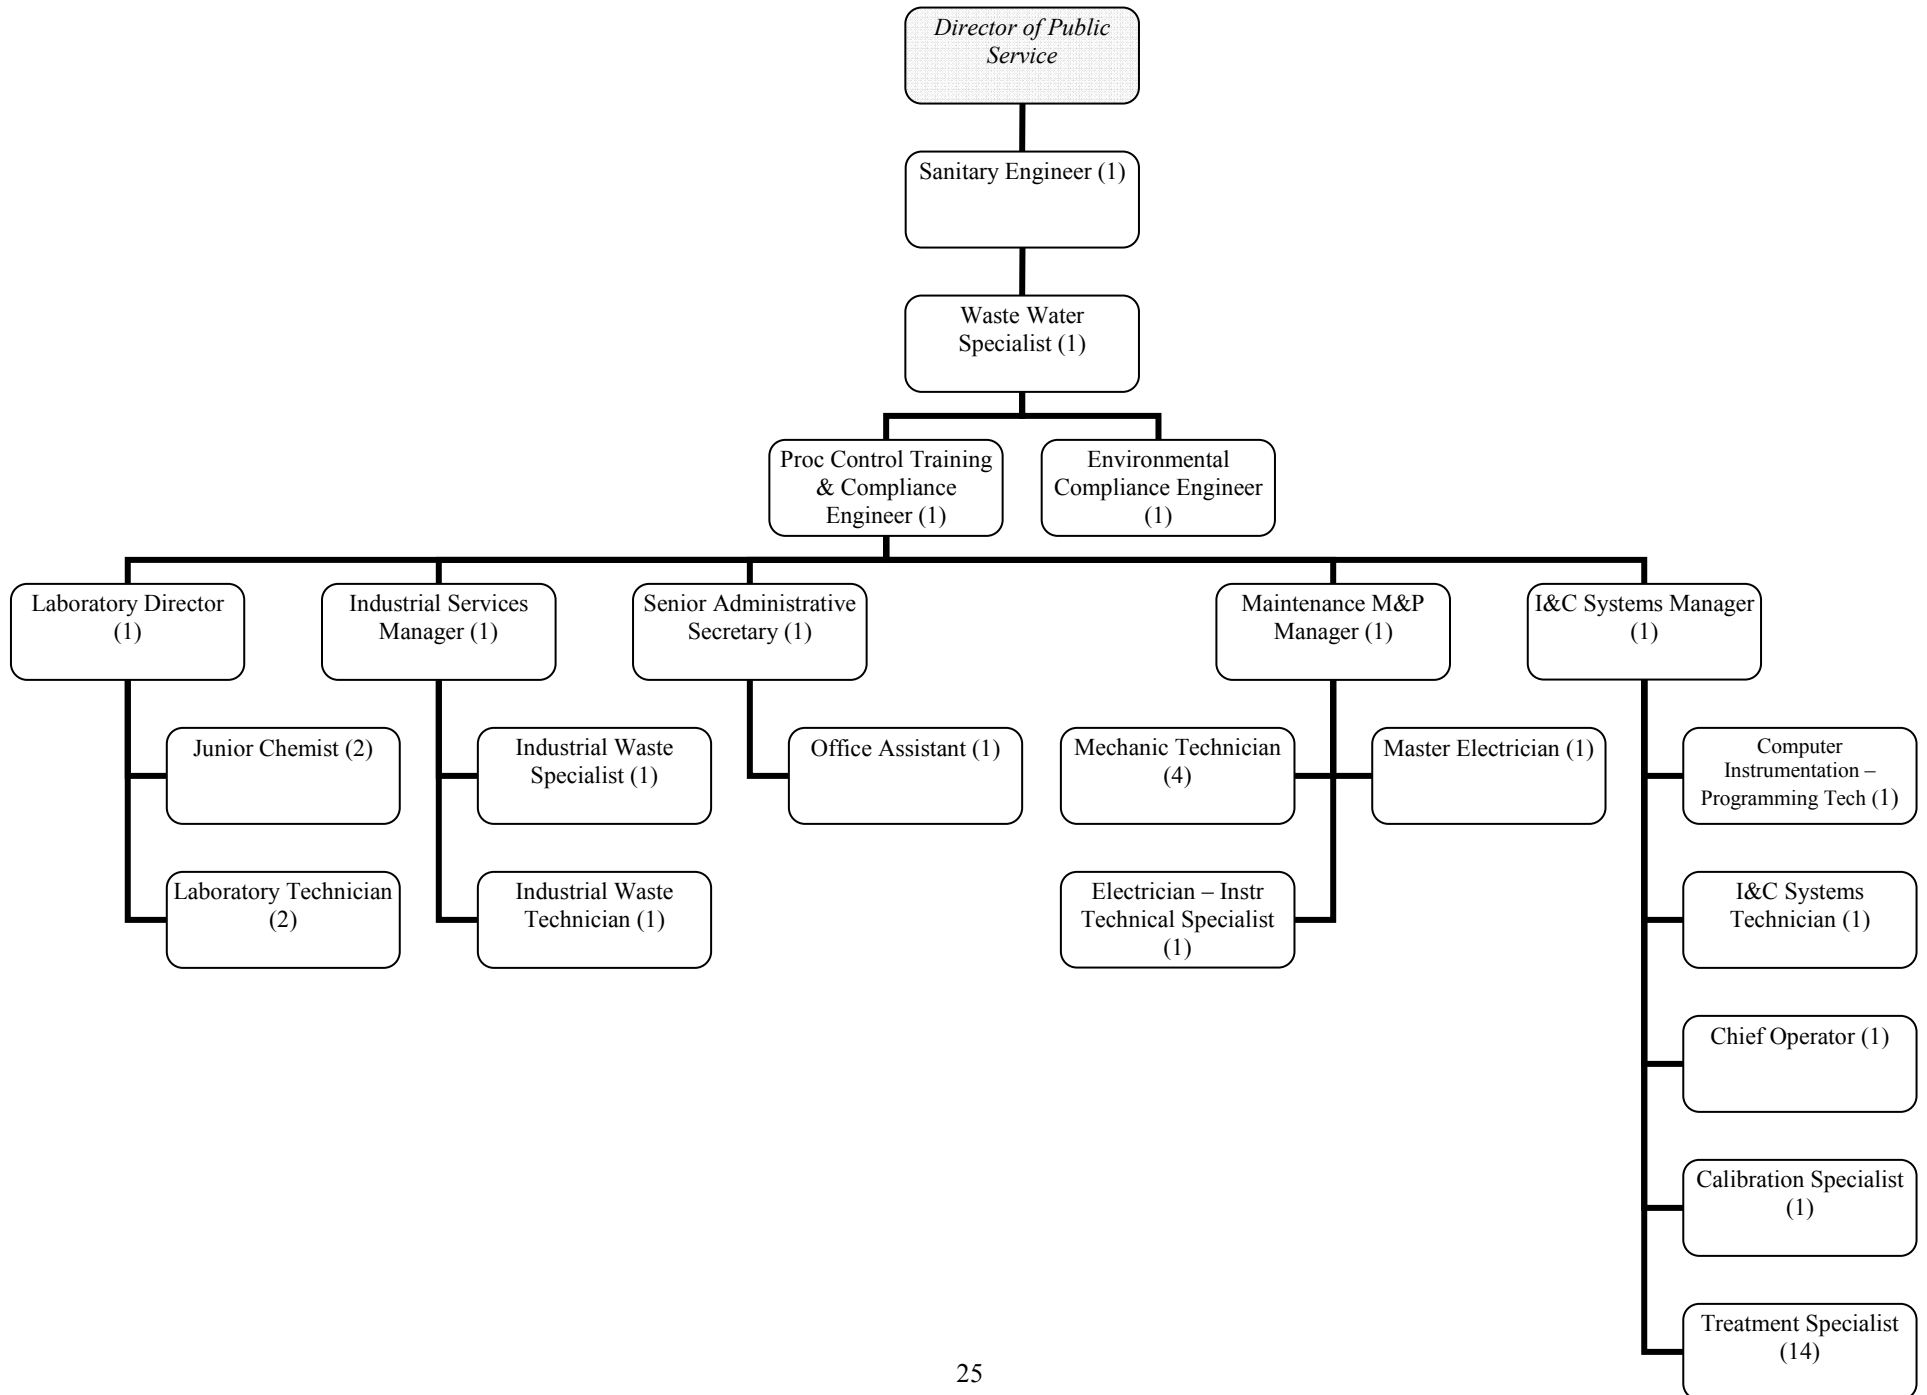 Director of Public
Service
Sanitary Engineer (1)
Waste Water
Specialist (1)
Proc Control Training
& Compliance
Engineer (1)
Environmental
Compliance Engineer
(1)
Laboratory Director
(1)
Industrial Services
Manager (1)
Senior Administrative
Secretary (1)
Maintenance M&P
Manager (1)
I&C Systems Manager
(1)
Junior Chemist (2)
Industrial Waste
Specialist (1)
Office Assistant (1)
Mechanic Technician
(4)
Master Electrician (1)
Computer
Instrumentation –
Programming Tech (1)
Laboratory Technician
(2)
Industrial Waste
Technician (1)
Electrician – Instr
Technical Specialist
(1)
I&C Systems
Technician (1)
Chief Operator (1)
Calibration Specialist
(1)
Treatment Specialist
(14)
25